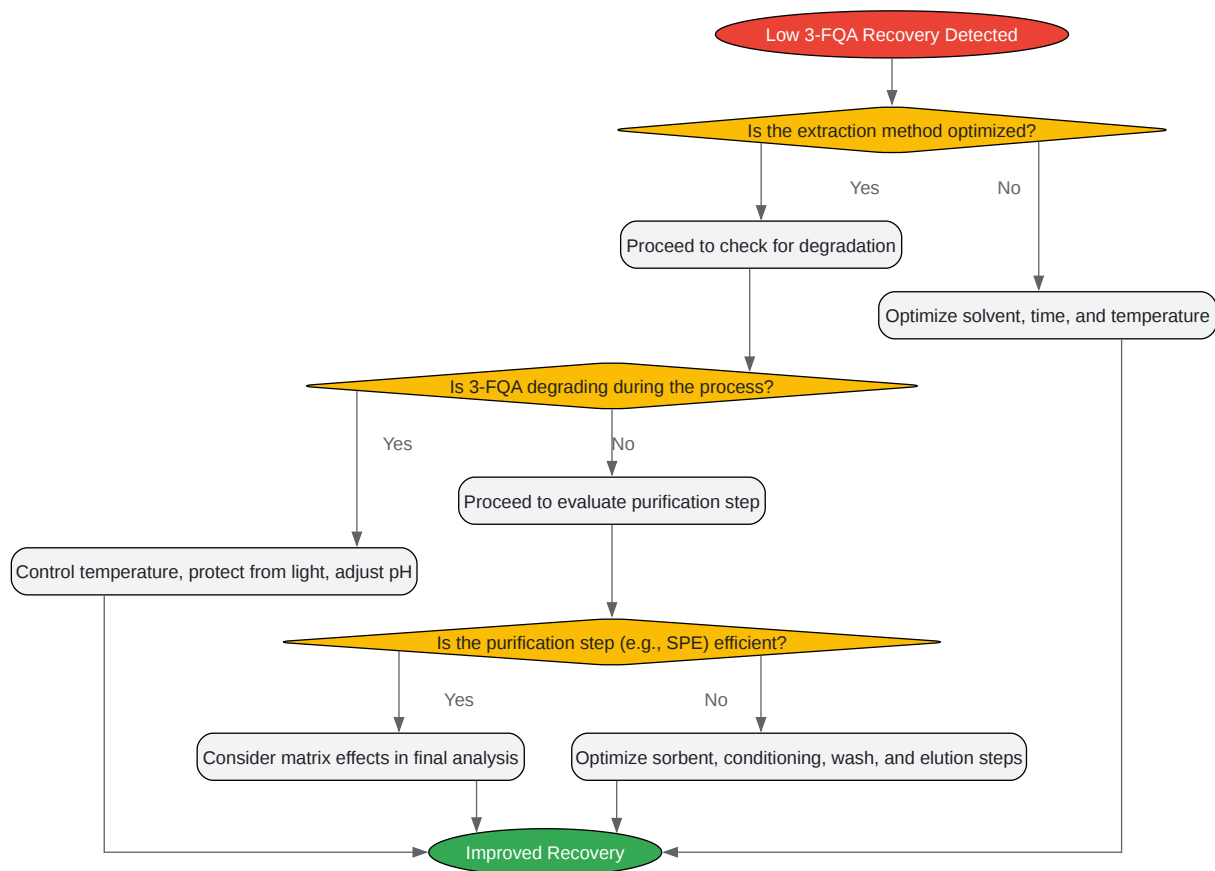 Low 3-FQA Recovery Detected
Is the extraction method optimized?
Yes
No
Proceed to check for degradation
Optimize solvent, time, and temperature
Is 3-FQA degrading during the process?
Yes
No
Proceed to evaluate purification step
Control temperature, protect from light, adjust pH
Is the purification step (e.g., SPE) efficient?
Yes
No
Consider matrix effects in final analysis
Optimize sorbent, conditioning, wash, and elution steps
Improved Recovery